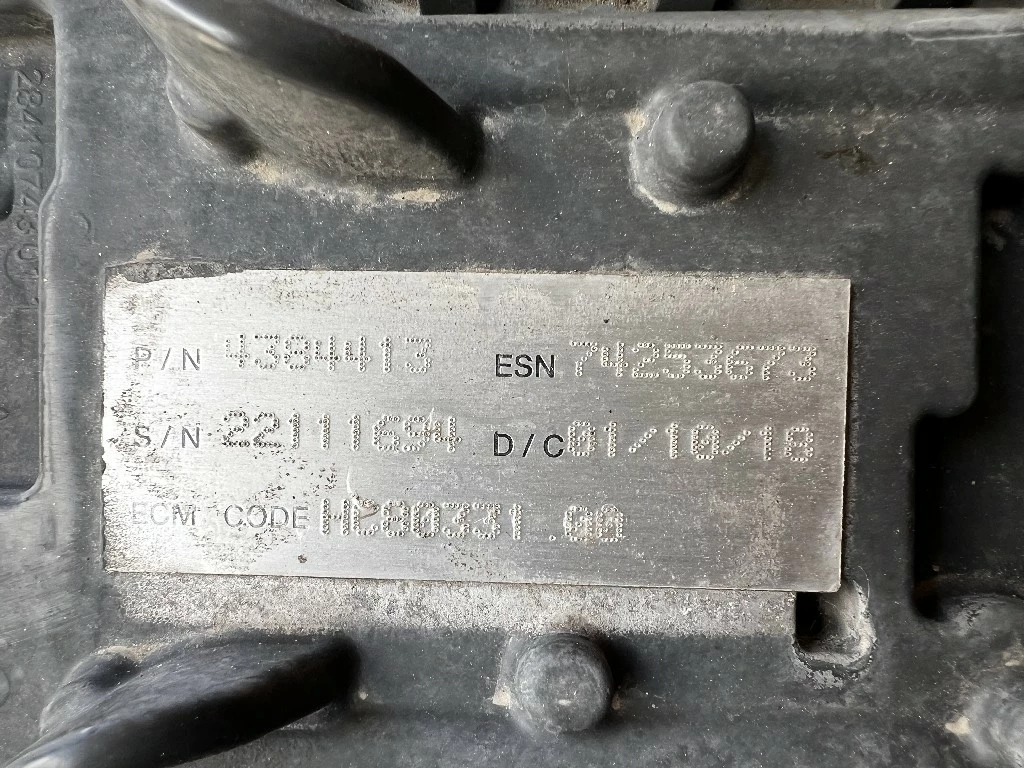 P/N 4384413 ESN 74253673
S/N 22111694 D/C 01/10/18
ECM CODE HC80331.00